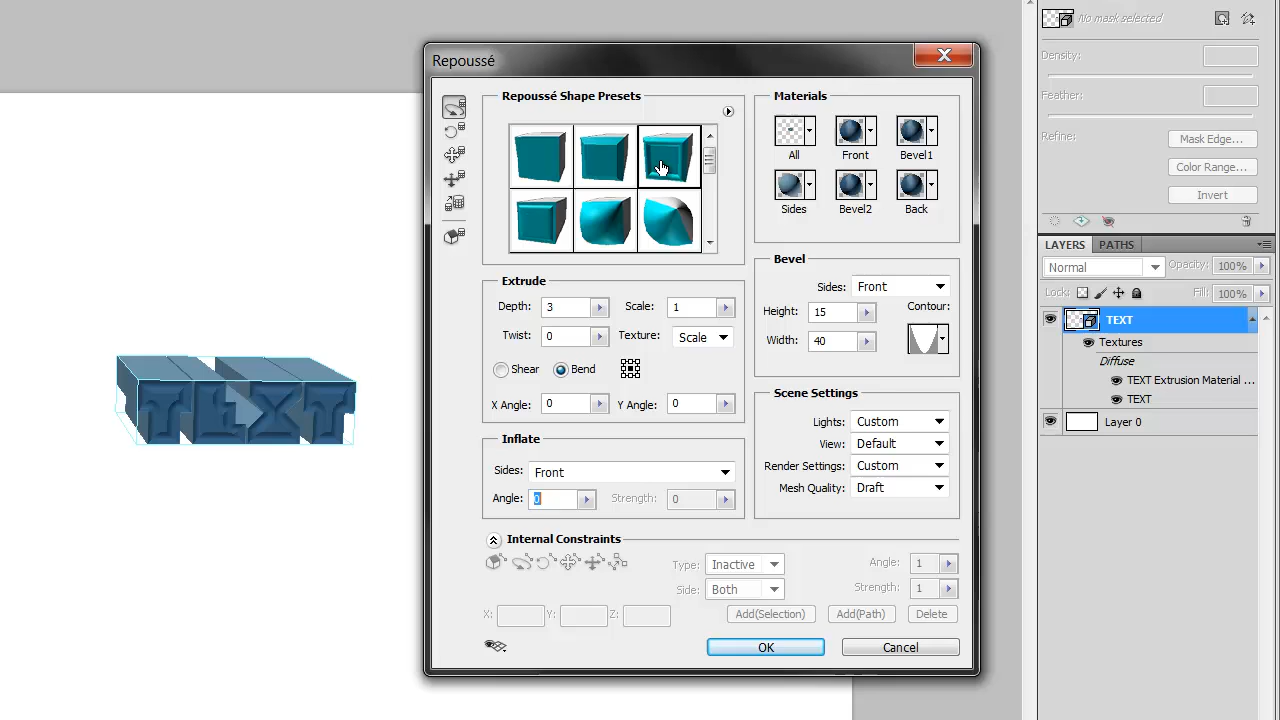 No mask selected
Density:
Feather:
Refine:
Mask Edge...
Color Range...
Invert
LAYERS PATHS
Normal Opacity: 100%
Lock: Fill: 100%
TEXT
Textures
Diffuse
TEXT Extrusion Material ...
TEXT
Layer 0
TEXT
Repoussé
Repoussé Shape Presets
Extrude
Depth: Scale: 1
Twist: 0 Texture: Scale
Shear Bend
X Angle: 0 Y Angle: 0
Inflate
Sides: Front
Angle: 0 Strength: 0
Materials
All Front Bevel1
Sides Bevel2 Back
Bevel
Sides: Front
Height: 15 Contour:
Width: 40
Scene Settings
Lights: Custom
View: Default
Render Settings: Custom
Mesh Quality: Draft
Internal Constraints
Type: Inactive Angle: 1
Side: Both Strength: 1
X: Y: Z: Add(Selection) Add(Path) Delete
OK Cancel